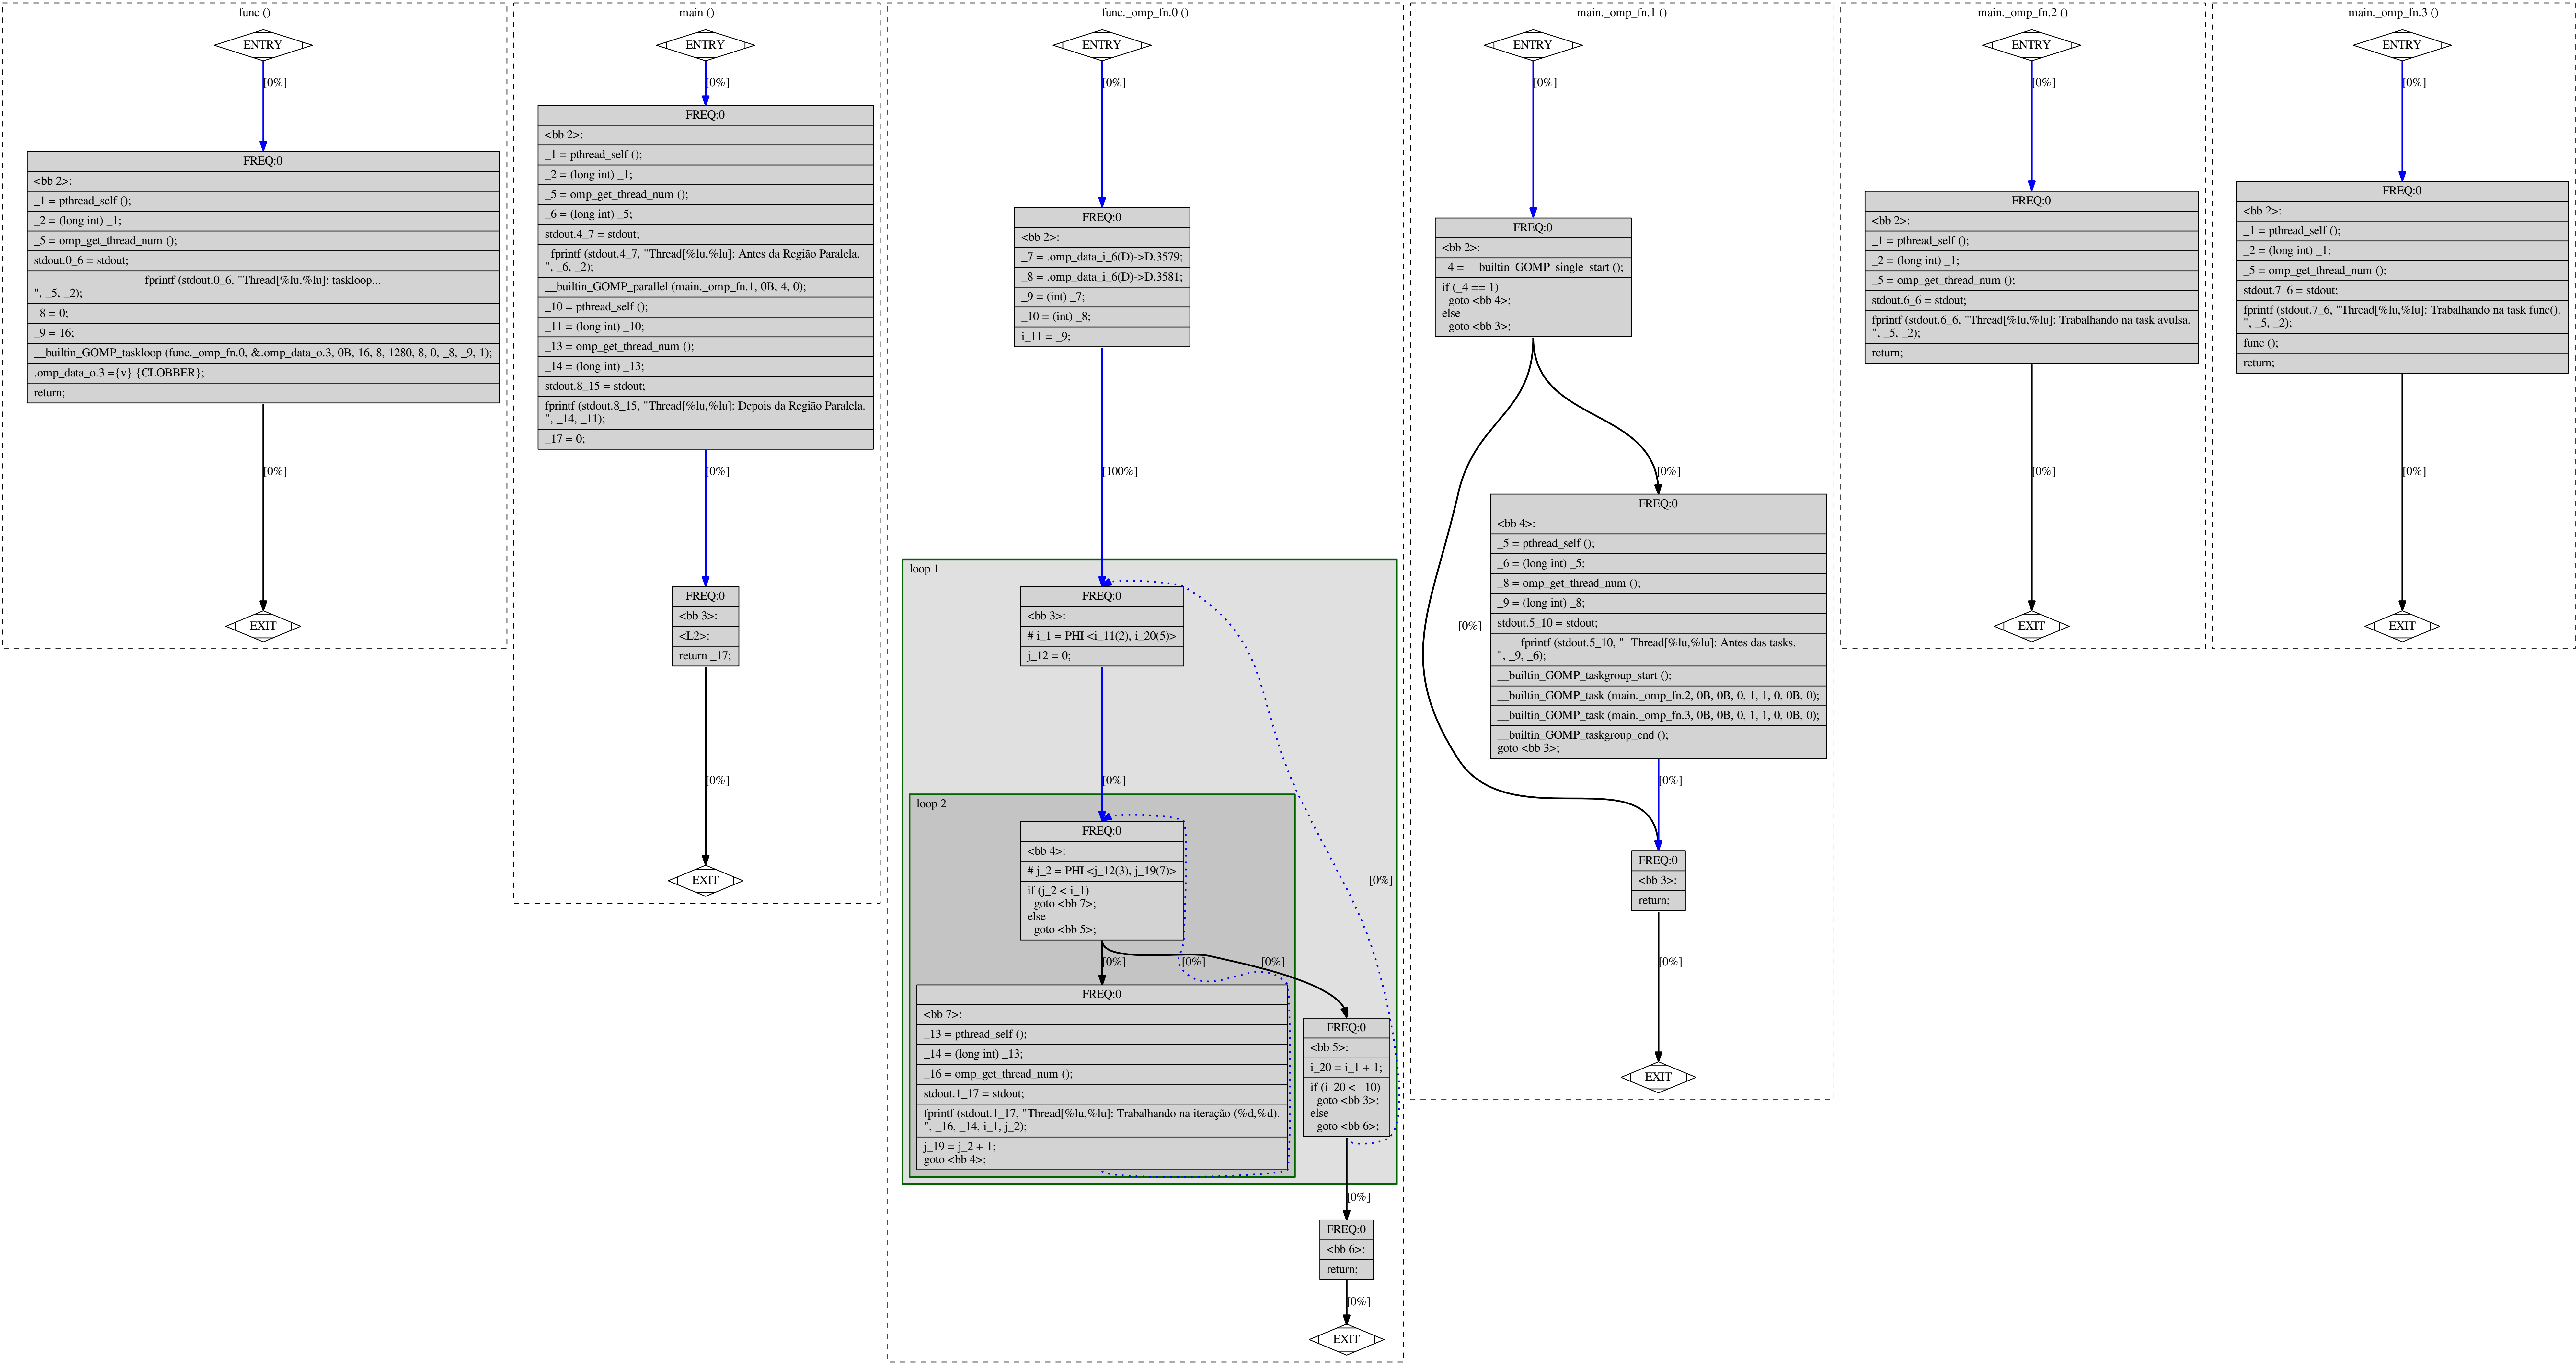 func ()
ENTRY
[0%]
FREQ:0
<bb 2>:
_1 = pthread_self ();
_2 = (long int) _1;
_5 = omp_get_thread_num ();
stdout.0_6 = stdout;
fprintf (stdout.0_6, "Thread[%lu,%lu]: taskloop...
", _5, _2);
_8 = 0;
_9 = 16;
__builtin_GOMP_taskloop (func._omp_fn.0, &.omp_data_o.3, 0B, 16, 8, 1280, 8, 0, _8, _9, 1);
.omp_data_o.3 ={v} {CLOBBER};
return;
[0%]
EXIT
main ()
ENTRY
[0%]
FREQ:0
<bb 2>:
_1 = pthread_self ();
_2 = (long int) _1;
_5 = omp_get_thread_num ();
_6 = (long int) _5;
stdout.4_7 = stdout;
fprintf (stdout.4_7, "Thread[%lu,%lu]: Antes da Região Paralela.
", _6, _2);
__builtin_GOMP_parallel (main._omp_fn.1, 0B, 4, 0);
_10 = pthread_self ();
_11 = (long int) _10;
_13 = omp_get_thread_num ();
_14 = (long int) _13;
stdout.8_15 = stdout;
fprintf (stdout.8_15, "Thread[%lu,%lu]: Depois da Região Paralela.
", _14, _11);
_17 = 0;
[0%]
FREQ:0
<bb 3>:
<L2>:
return _17;
[0%]
EXIT
func._omp_fn.0 ()
ENTRY
[0%]
FREQ:0
<bb 2>:
_7 = .omp_data_i_6(D)->D.3579;
_8 = .omp_data_i_6(D)->D.3581;
_9 = (int) _7;
_10 = (int) _8;
i_11 = _9;
[100%]
loop 1
FREQ:0
<bb 3>:
# i_1 = PHI <i_11(2), i_20(5)>
j_12 = 0;
[0%]
loop 2
FREQ:0
<bb 4>:
# j_2 = PHI <j_12(3), j_19(7)>
if (j_2 < i_1)
goto <bb 7>;
else
goto <bb 5>;
[0%]
[0%]
[0%]
[0%]
FREQ:0
<bb 7>:
_13 = pthread_self ();
_14 = (long int) _13;
_16 = omp_get_thread_num ();
stdout.1_17 = stdout;
fprintf (stdout.1_17, "Thread[%lu,%lu]: Trabalhando na iteração (%d,%d).
", _16, _14, i_1, j_2);
j_19 = j_2 + 1;
goto <bb 4>;
FREQ:0
<bb 5>:
i_20 = i_1 + 1;
if (i_20 < _10)
goto <bb 3>;
else
goto <bb 6>;
[0%]
FREQ:0
<bb 6>:
return;
[0%]
EXIT
main._omp_fn.1 ()
ENTRY
[0%]
FREQ:0
<bb 2>:
_4 = __builtin_GOMP_single_start ();
if (_4 == 1)
goto <bb 4>;
else
goto <bb 3>;
[0%]
[0%]
FREQ:0
<bb 4>:
_5 = pthread_self ();
_6 = (long int) _5;
_8 = omp_get_thread_num ();
_9 = (long int) _8;
stdout.5_10 = stdout;
fprintf (stdout.5_10, "  Thread[%lu,%lu]: Antes das tasks.
", _9, _6);
__builtin_GOMP_taskgroup_start ();
__builtin_GOMP_task (main._omp_fn.2, 0B, 0B, 0, 1, 1, 0, 0B, 0);
__builtin_GOMP_task (main._omp_fn.3, 0B, 0B, 0, 1, 1, 0, 0B, 0);
__builtin_GOMP_taskgroup_end ();
goto <bb 3>;
[0%]
FREQ:0
<bb 3>:
return;
[0%]
EXIT
main._omp_fn.2 ()
ENTRY
[0%]
FREQ:0
<bb 2>:
_1 = pthread_self ();
_2 = (long int) _1;
_5 = omp_get_thread_num ();
stdout.6_6 = stdout;
fprintf (stdout.6_6, "Thread[%lu,%lu]: Trabalhando na task avulsa.
", _5, _2);
return;
[0%]
EXIT
main._omp_fn.3 ()
ENTRY
[0%]
FREQ:0
<bb 2>:
_1 = pthread_self ();
_2 = (long int) _1;
_5 = omp_get_thread_num ();
stdout.7_6 = stdout;
fprintf (stdout.7_6, "Thread[%lu,%lu]: Trabalhando na task func().
", _5, _2);
func ();
return;
[0%]
EXIT